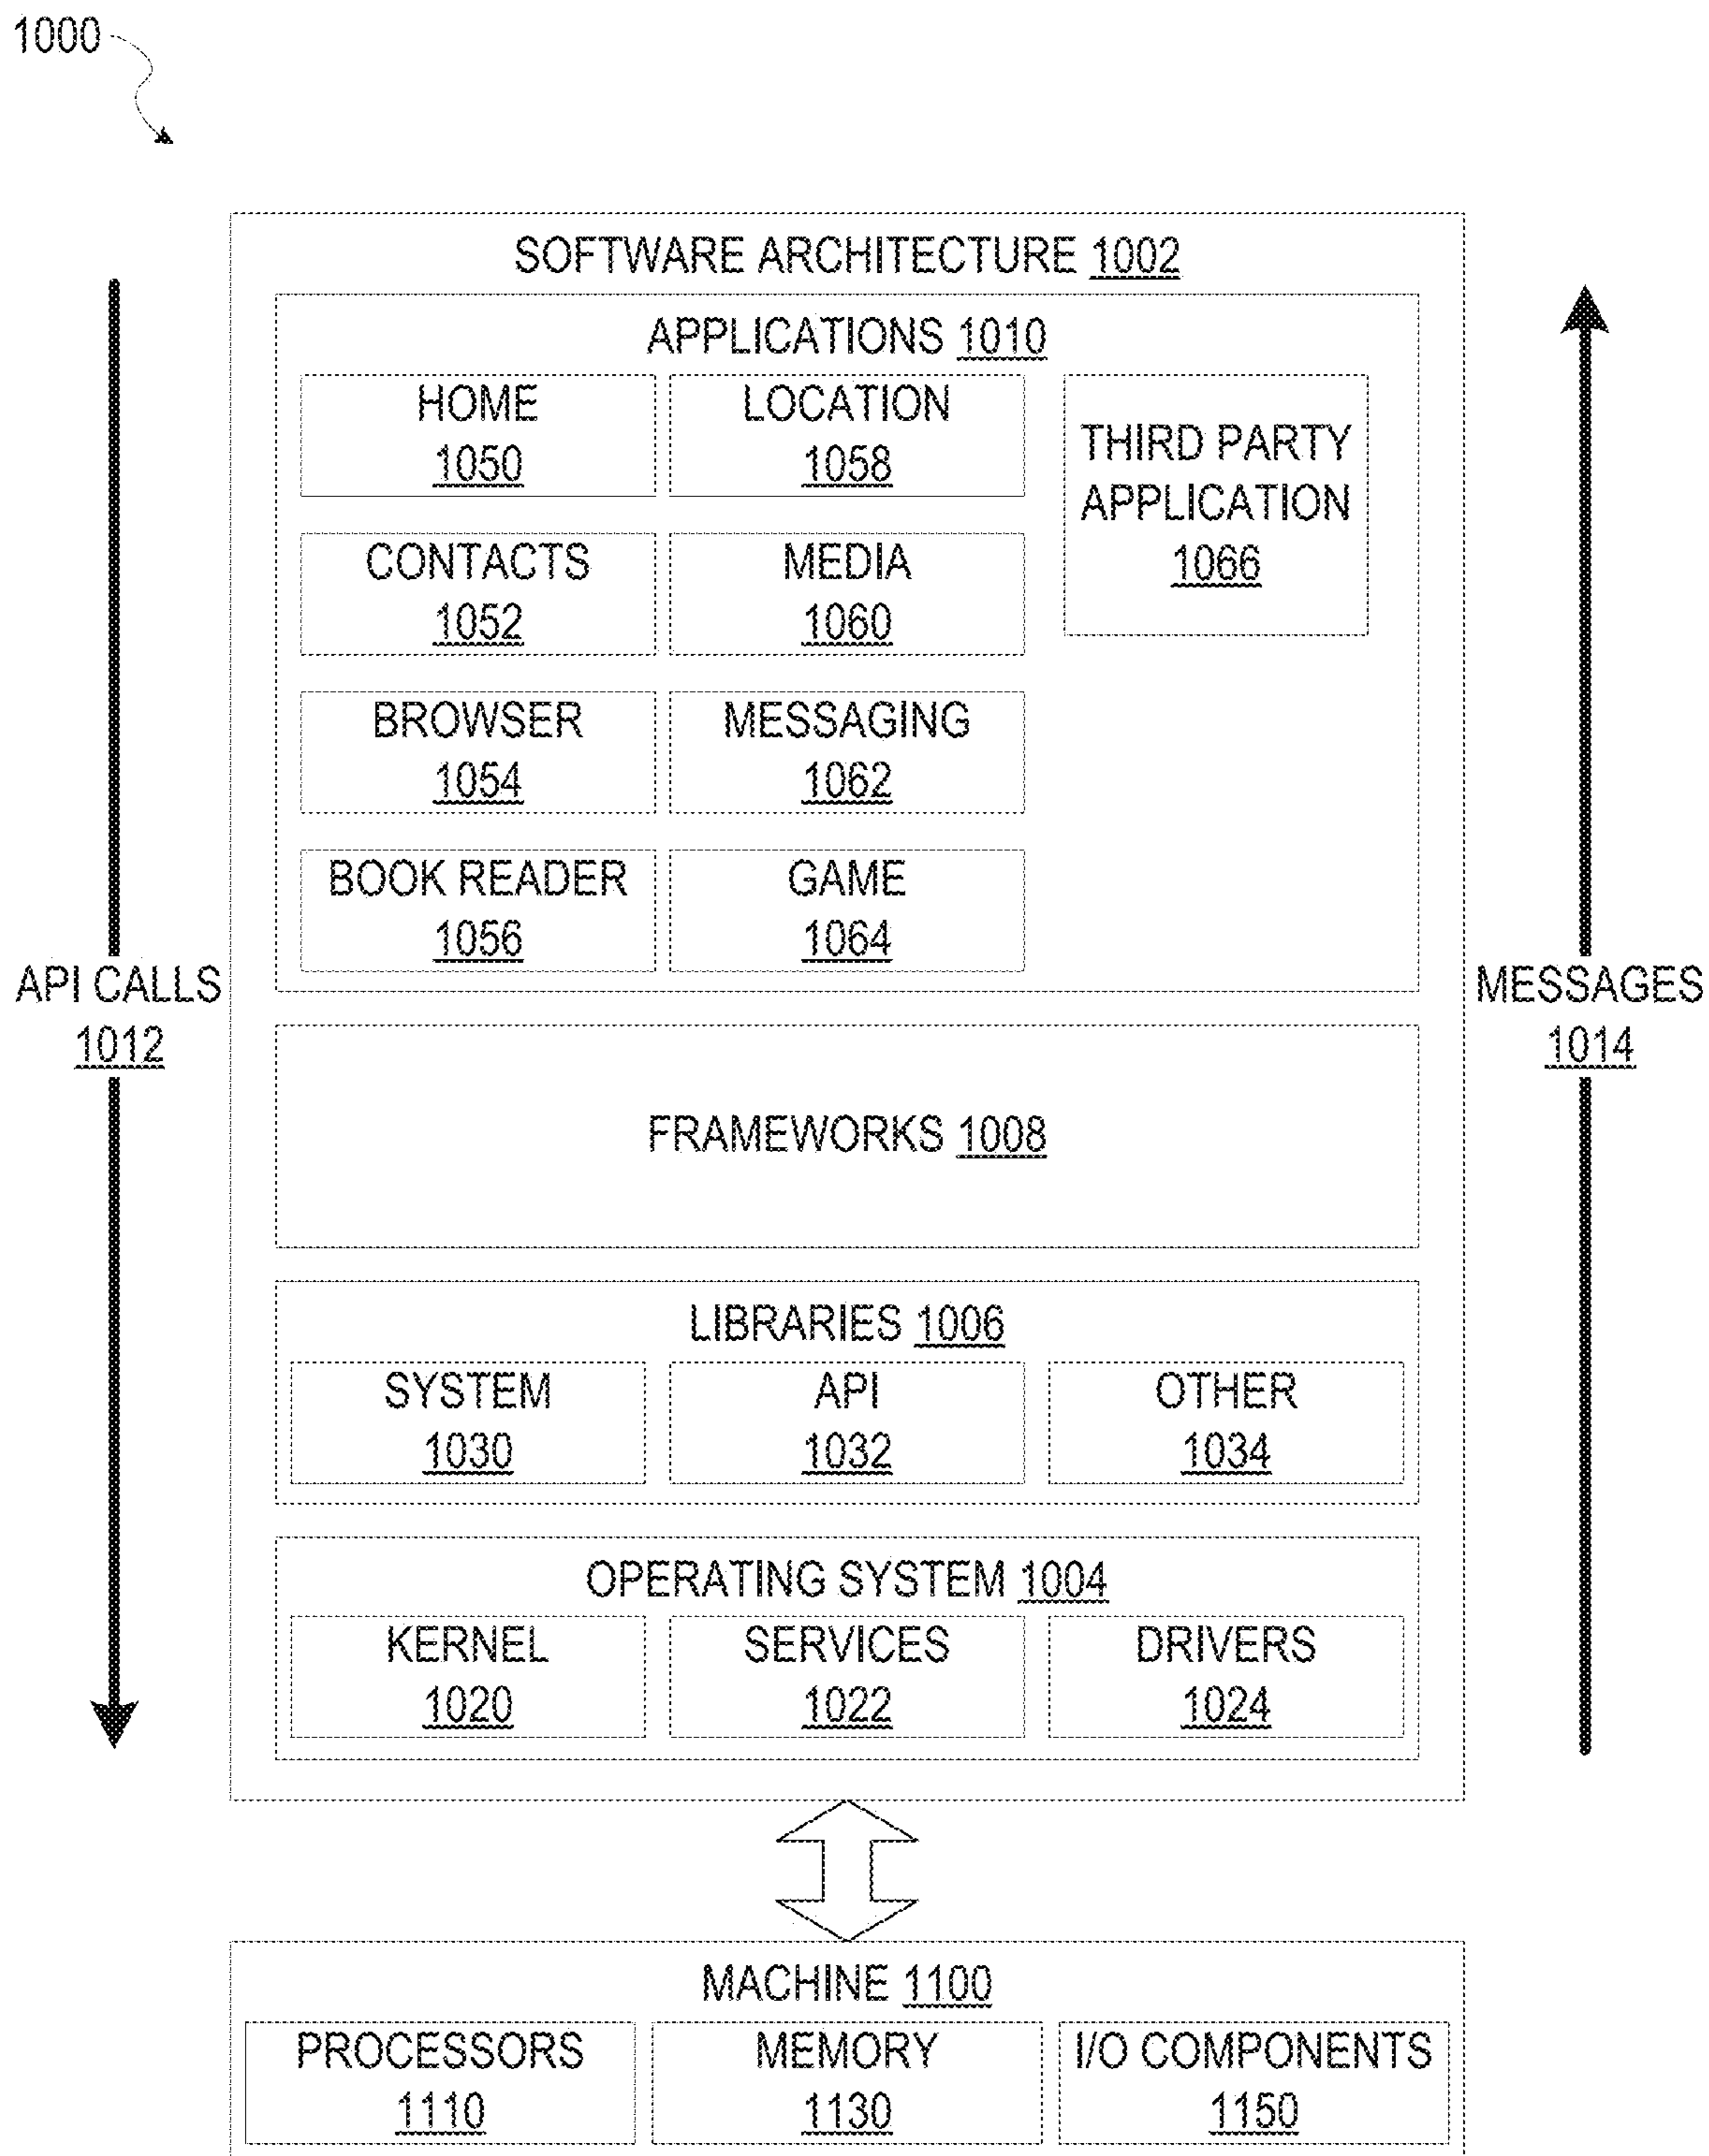 1000
SOFTWARE ARCHITECTURE 1002
APPLICATIONS 1010
HOME
1050
LOCATION
1058
THIRD PARTY
APPLICATION
1066
CONTACTS
1052
MEDIA
1060
BROWSER
1054
MESSAGING
1062
BOOK READER
1056
GAME
1064
API CALLS
1012
MESSAGES
1014
FRAMEWORKS 1008
LIBRARIES 1006
SYSTEM
1030
API
1032
OTHER
1034
OPERATING SYSTEM 1004
KERNEL
1020
SERVICES
1022
DRIVERS
1024
MACHINE 1100
PROCESSORS
1110
MEMORY
1130
I/O COMPONENTS
1150